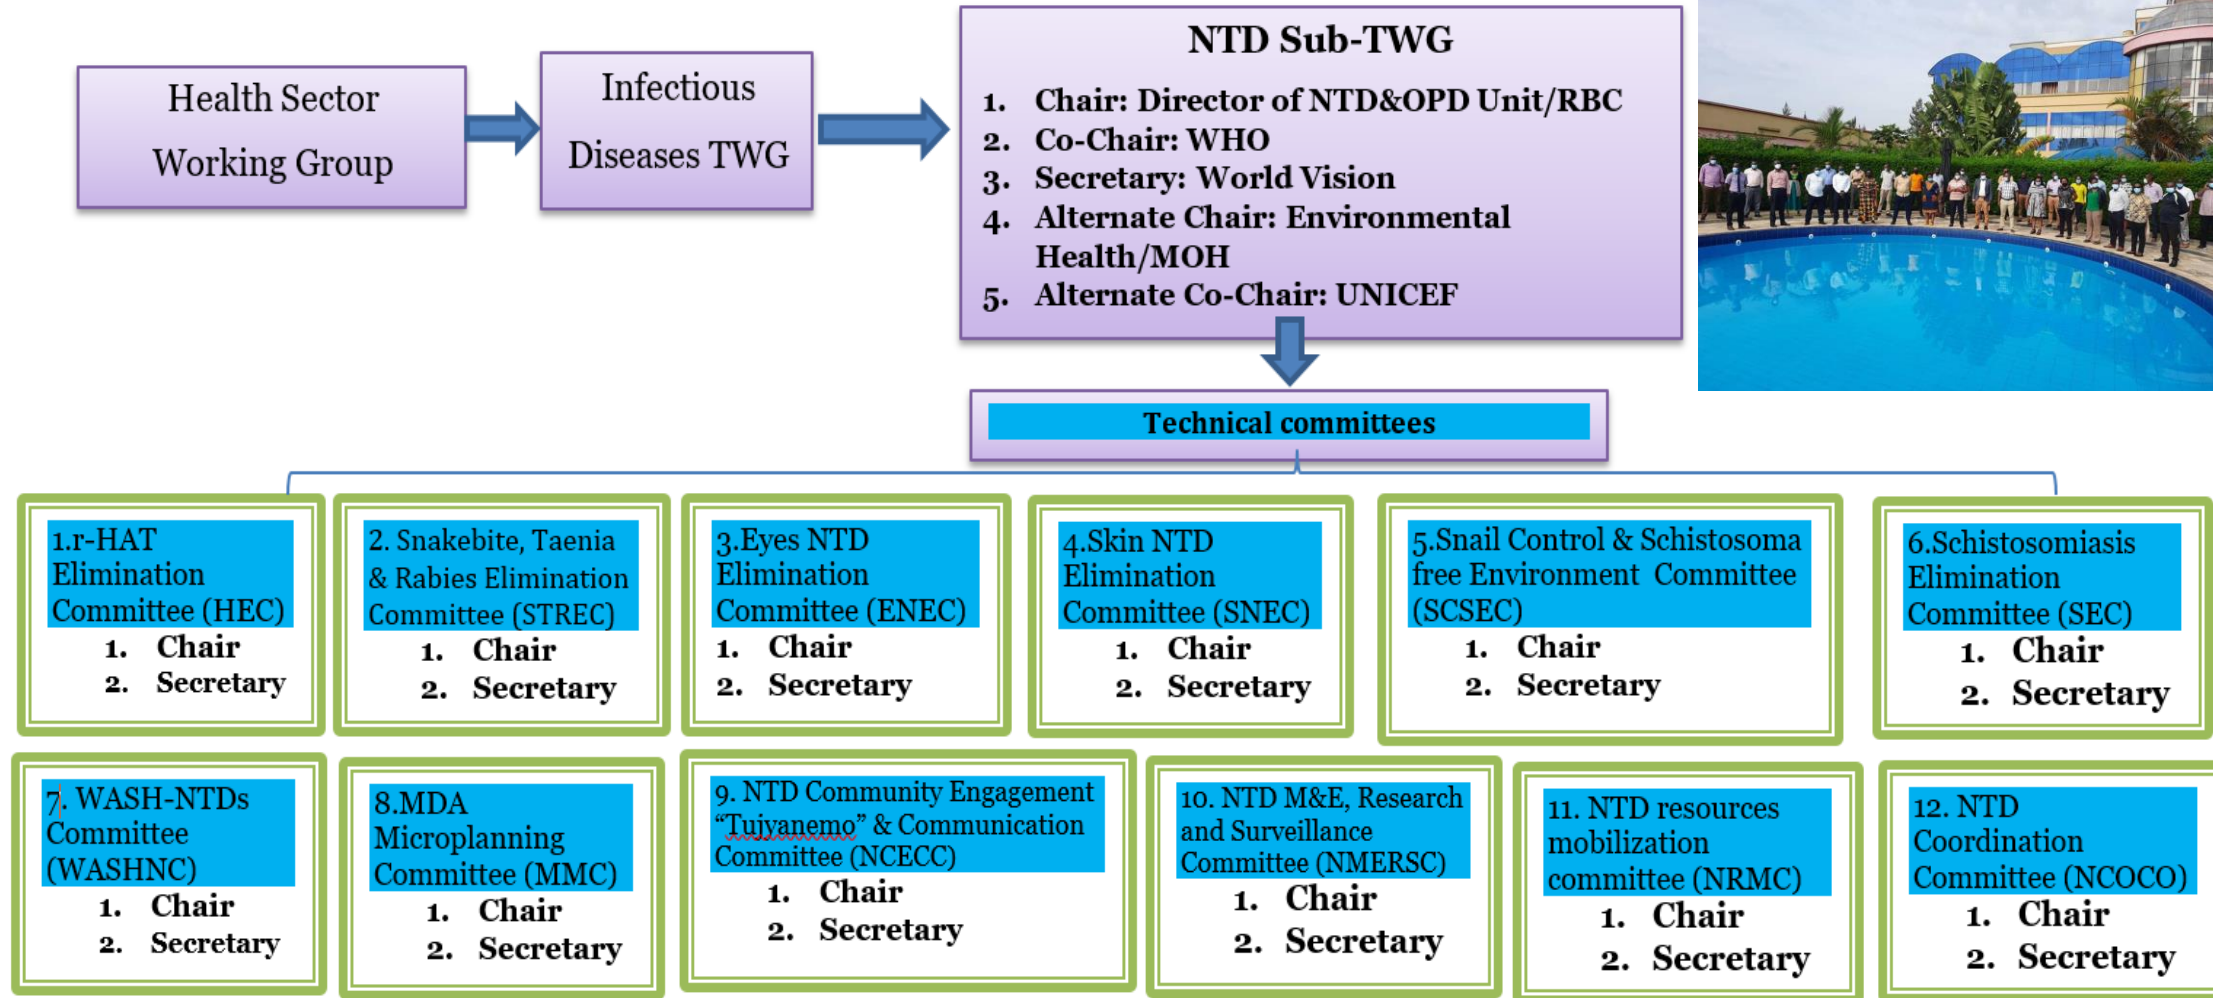 Health Sector
Working Group
Infectious
Diseases TWG
NTD Sub-TWG
1. Chair: Director of NTD&OPD Unit/RBC
2. Co-Chair: WHO
3. Secretary: World Vision
4. Alternate Chair: Environmental
Health/MOH
5. Alternate Co-Chair: UNICEF
Technical committees
1.r-HAT
Elimination
Committee (HEC)
1. Chair
2. Secretary
2. Snakebite, Taenia
& Rabies Elimination
Committee (STREC)
1. Chair
2. Secretary
3.Eyes NTD
Elimination
Committee (ENEC)
1. Chair
2. Secretary
4.Skin NTD
Elimination
Committee (SNEC)
1. Chair
2. Secretary
5.Snail Control & Schistosoma
free Environment Committee
(SCSEC)
1. Chair
2. Secretary
6.Schistosomiasis
Elimination
Committee (SEC)
1. Chair
2. Secretary
7. WASH-NTDs
Committee
(WASHNC)
1. Chair
2. Secretary
8.MDA
Microplanning
Committee (MMC)
1. Chair
2. Secretary
9. NTD Community Engagement
“Tujyanemo” & Communication
Committee (NCECC)
1. Chair
2. Secretary
10. NTD M&E, Research
and Surveillance
Committee (NMERSC)
1. Chair
2. Secretary
11. NTD resources
mobilization
committee (NRMC)
1. Chair
2. Secretary
12. NTD
Coordination
Committee (NCOCO)
1. Chair
2. Secretary